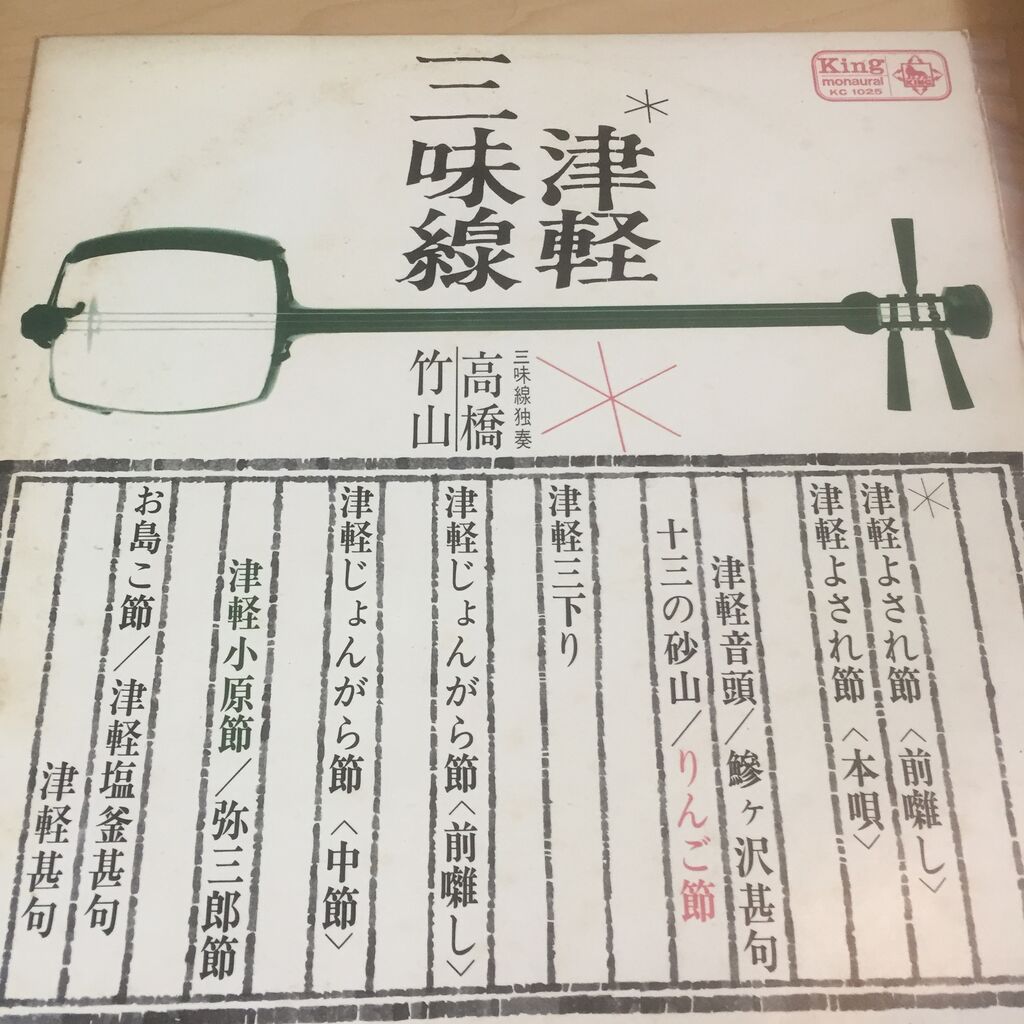 津軽
三味線
King
monaural
KC 1025
KING
三味線独奏
高橋
竹山
津軽よされ節〈前囃し〉
津軽よされ節〈本唄〉
津軽音頭/鰺ヶ沢甚句
十三の砂山/りんご節
津軽三下り
津軽じょんがら節〈前囃し〉
津軽じょんがら節〈中節〉
津軽小原節/弥三郎節
お島こ節/津軽塩釜甚句
津軽甚句